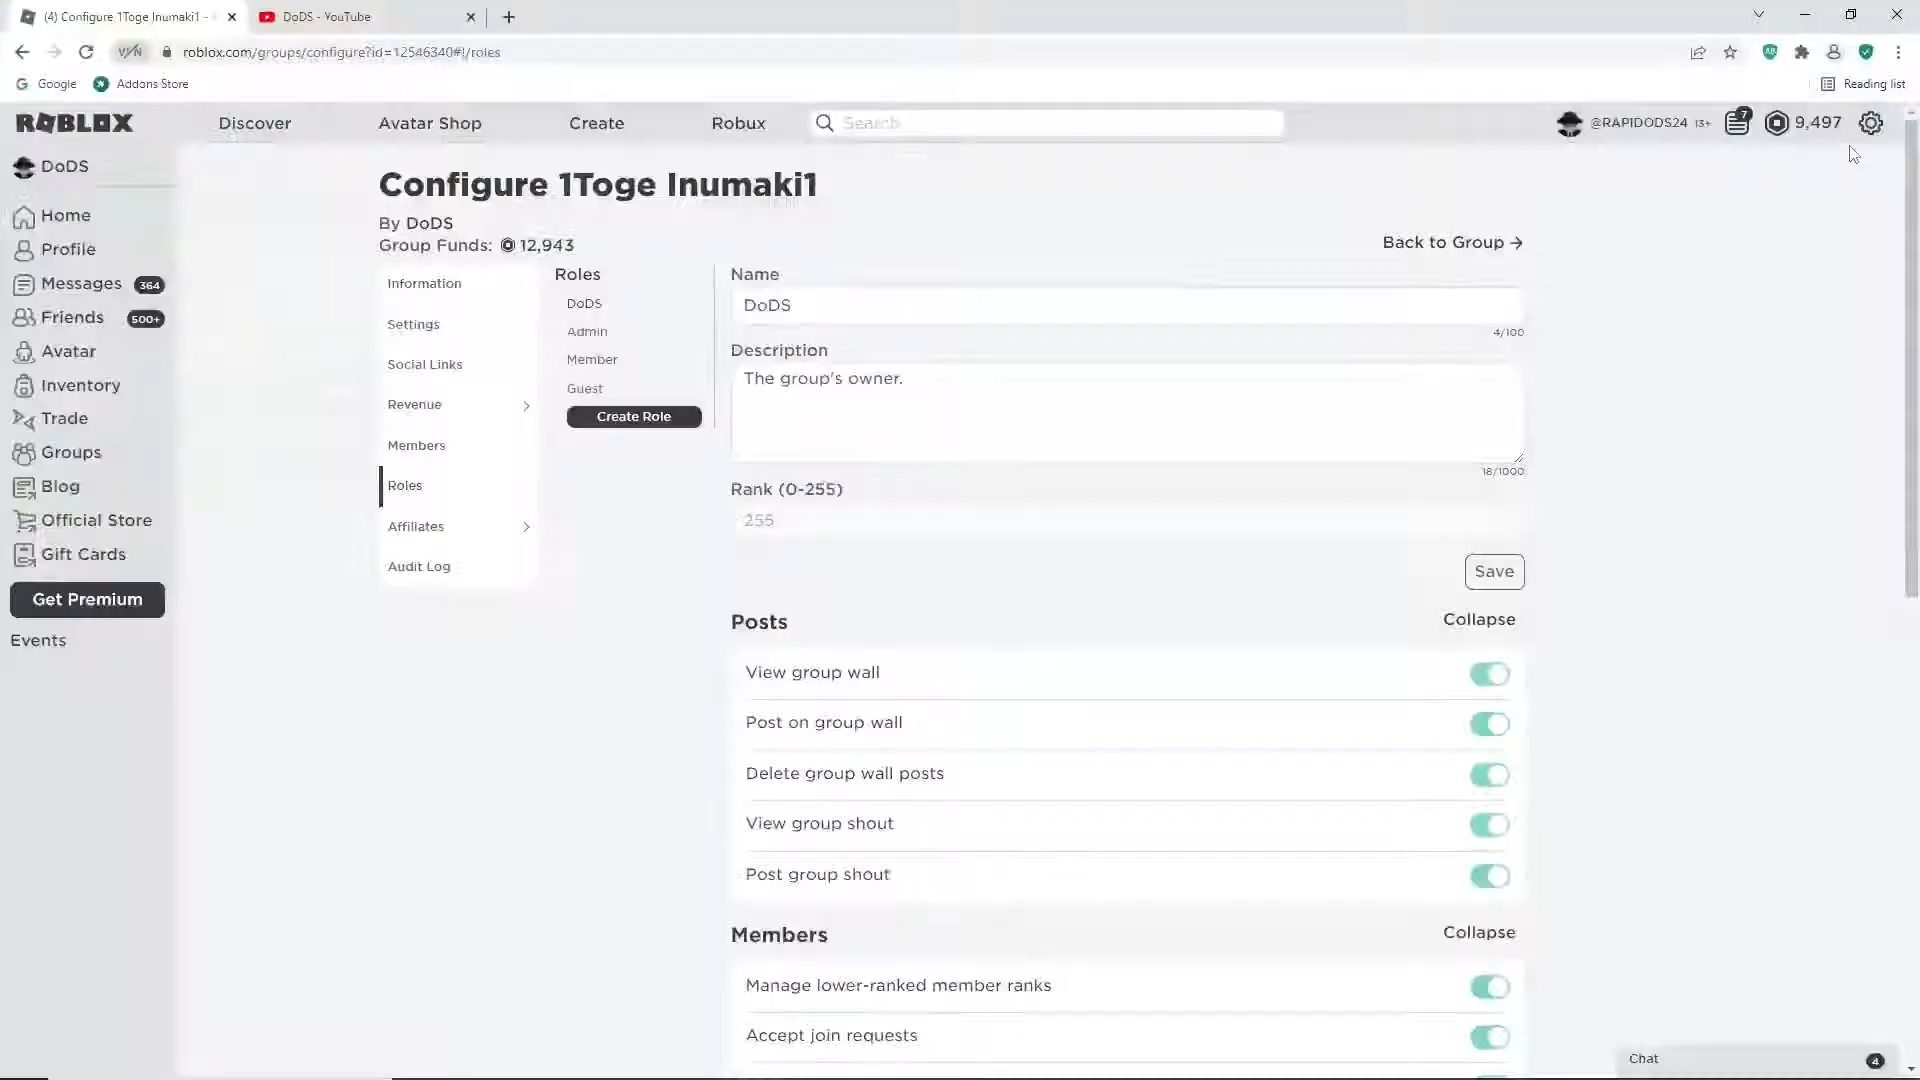 (4) Configure 1Toge Inumaki1 -
DoDS - YouTube
VPN
roblox.com/groups/configure?id=12546340#!/roles
Google
Addons Store
Reading list
ROBLOX
Discover
Avatar Shop
Create
Robux
Search
@RAPIDODS24 13+
7
9,497
DoDS
Home
Profile
Messages 364
Friends 500+
Avatar
Inventory
Trade
Groups
Blog
Official Store
Gift Cards
Get Premium
Events
Configure 1Toge Inumaki1
By DoDS
Group Funds: 12,943
Back to Group →
Information
Settings
Social Links
Revenue
Members
Roles
Affiliates
Audit Log
Roles
DoDS
Admin
Member
Guest
Create Role
Name
DoDS
4/100
Description
The group's owner.
18/1000
Rank (0-255)
255
Save
Posts
Collapse
View group wall
Post on group wall
Delete group wall posts
View group shout
Post group shout
Members
Collapse
Manage lower-ranked member ranks
Accept join requests
Chat
4